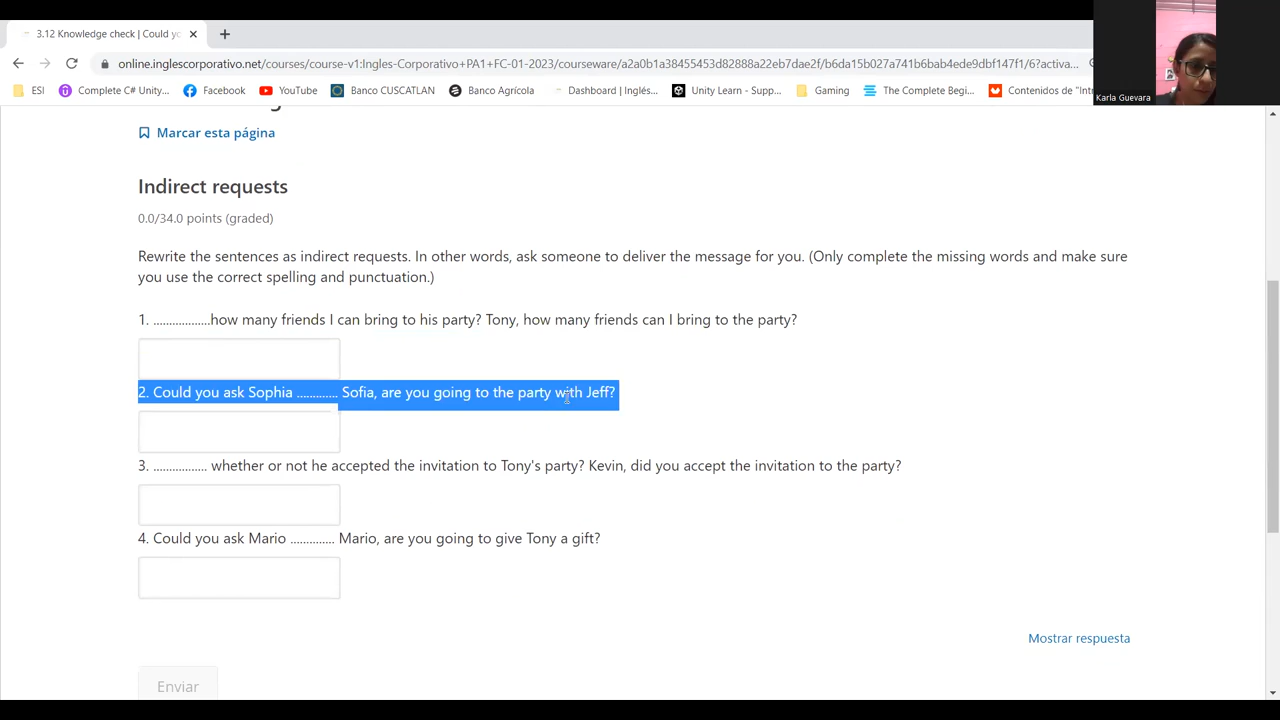 3.12 Knowledge check | Could yo
online.inglescorporativo.net/courses/course-v1:Ingles-Corporativo+PA1+FC-01-2023/courseware/a2a0b1a38455453d82888a22eb7dae2f/b6da15b027a741b6bab4ede9dbf147f1/6?activa...
ESI Complete C# Unity... Facebook YouTube Banco CUSCATLAN Banco Agrícola Dashboard | Inglés... Unity Learn - Supp... Gaming The Complete Begi... Contenidos de "Int
Karla Guevara
Marcar esta página
Indirect requests
0.0/34.0 points (graded)
Rewrite the sentences as indirect requests. In other words, ask someone to deliver the message for you. (Only complete the missing words and make sure
you use the correct spelling and punctuation.)
1. .................how many friends I can bring to his party? Tony, how many friends can I bring to the party?
2. Could you ask Sophia ............. Sofia, are you going to the party with Jeff?
3. ................ whether or not he accepted the invitation to Tony's party? Kevin, did you accept the invitation to the party?
4. Could you ask Mario ............. Mario, are you going to give Tony a gift?
Mostrar respuesta
Enviar